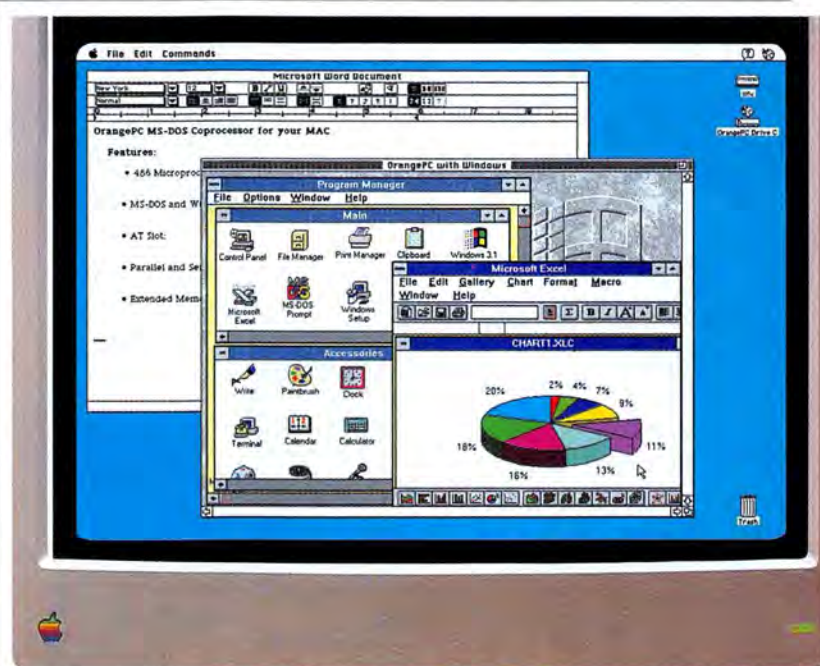 File Edit Commands
Microsoft Word Document
New York 12 B I U
Normal
OrangePC MS-DOS Coprocessor for your MAC
Features:
• 486 Microproc
• MS-DOS and W
• AT Slot:
• Parallel and Se
• Extended Mem
OrangePC with Windows
Program Manager
File Options Window Help
Main
Control Panel File Manager Print Manager Clipboard Windows 3.1
Microsoft Excel
MS-DOS Prompt
Windows Setup
Accessories
Write Paintbrush Clock
Terminal Calendar Calculator
Microsoft Excel
File Edit Gallery Chart Format Macro
Window Help
CHART1.XLC
20% 2% 4% 7%
9%
18% 11%
16% 13%
OrangePC Drive C
Trash